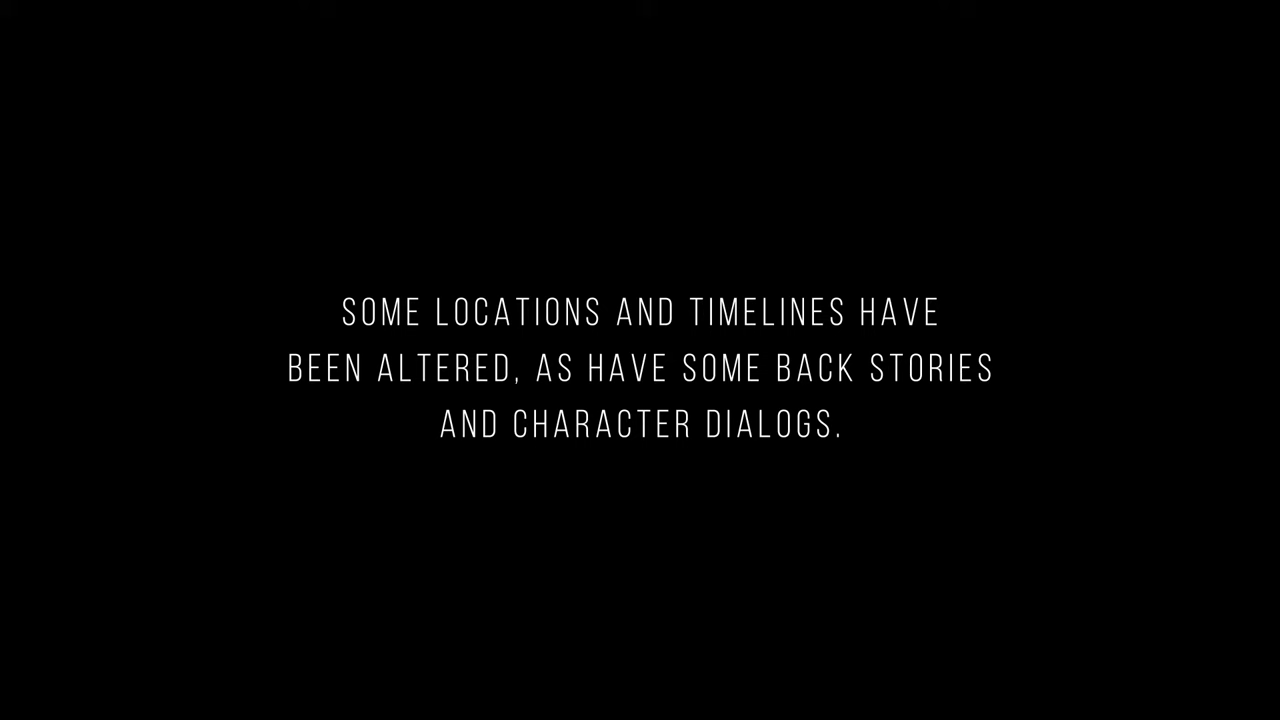 SOME LOCATIONS AND TIMELINES HAVE
BEEN ALTERED, AS HAVE SOME BACK STORIES
AND CHARACTER DIALOGS.